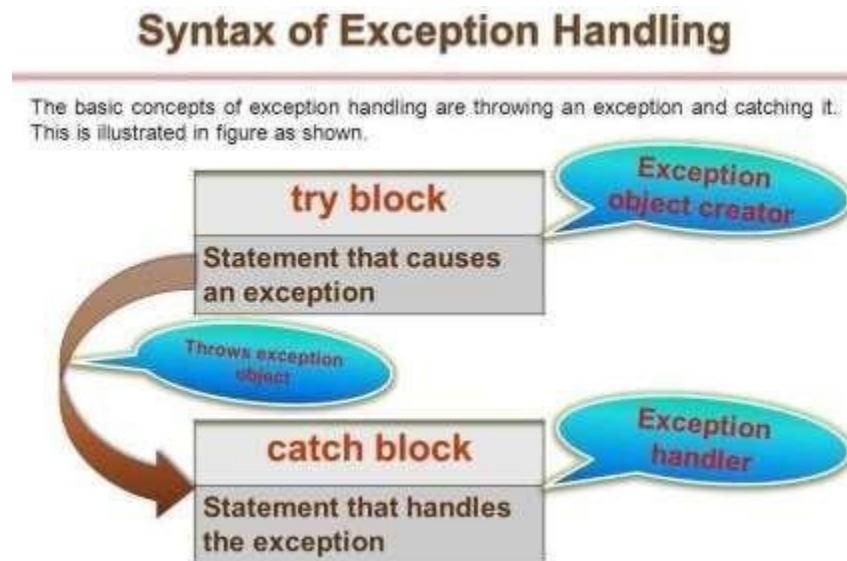 Syntax of Exception Handling
The basic concepts of exception handling are throwing an exception and catching it.
This is illustrated in figure as shown.
Exception
object creator
try block
Statement that causes
an exception
Throws exception
object
Exception
handler
catch block
Statement that handles
the exception